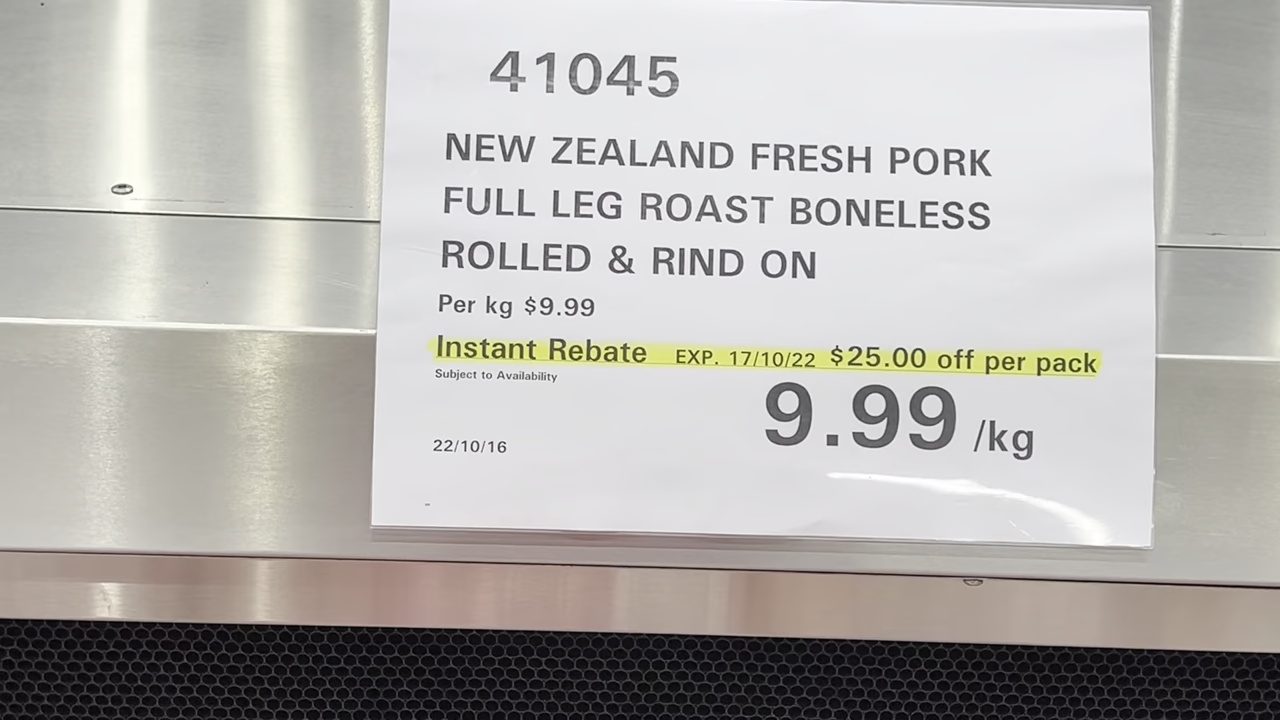 41045
NEW ZEALAND FRESH PORK
FULL LEG ROAST BONELESS
ROLLED & RIND ON
Per kg $9.99
Instant Rebate EXP. 17/10/22 $25.00 off per pack
Subject to Availability
9.99 /kg
22/10/16